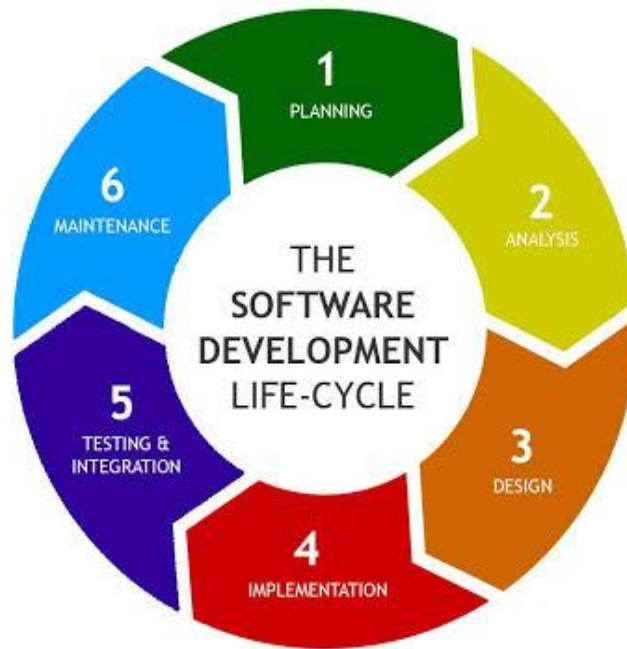 1
PLANNING
2
ANALYSIS
3
DESIGN
4
IMPLEMENTATION
5
TESTING &
INTEGRATION
6
MAINTENANCE
THE
SOFTWARE
DEVELOPMENT
LIFE-CYCLE